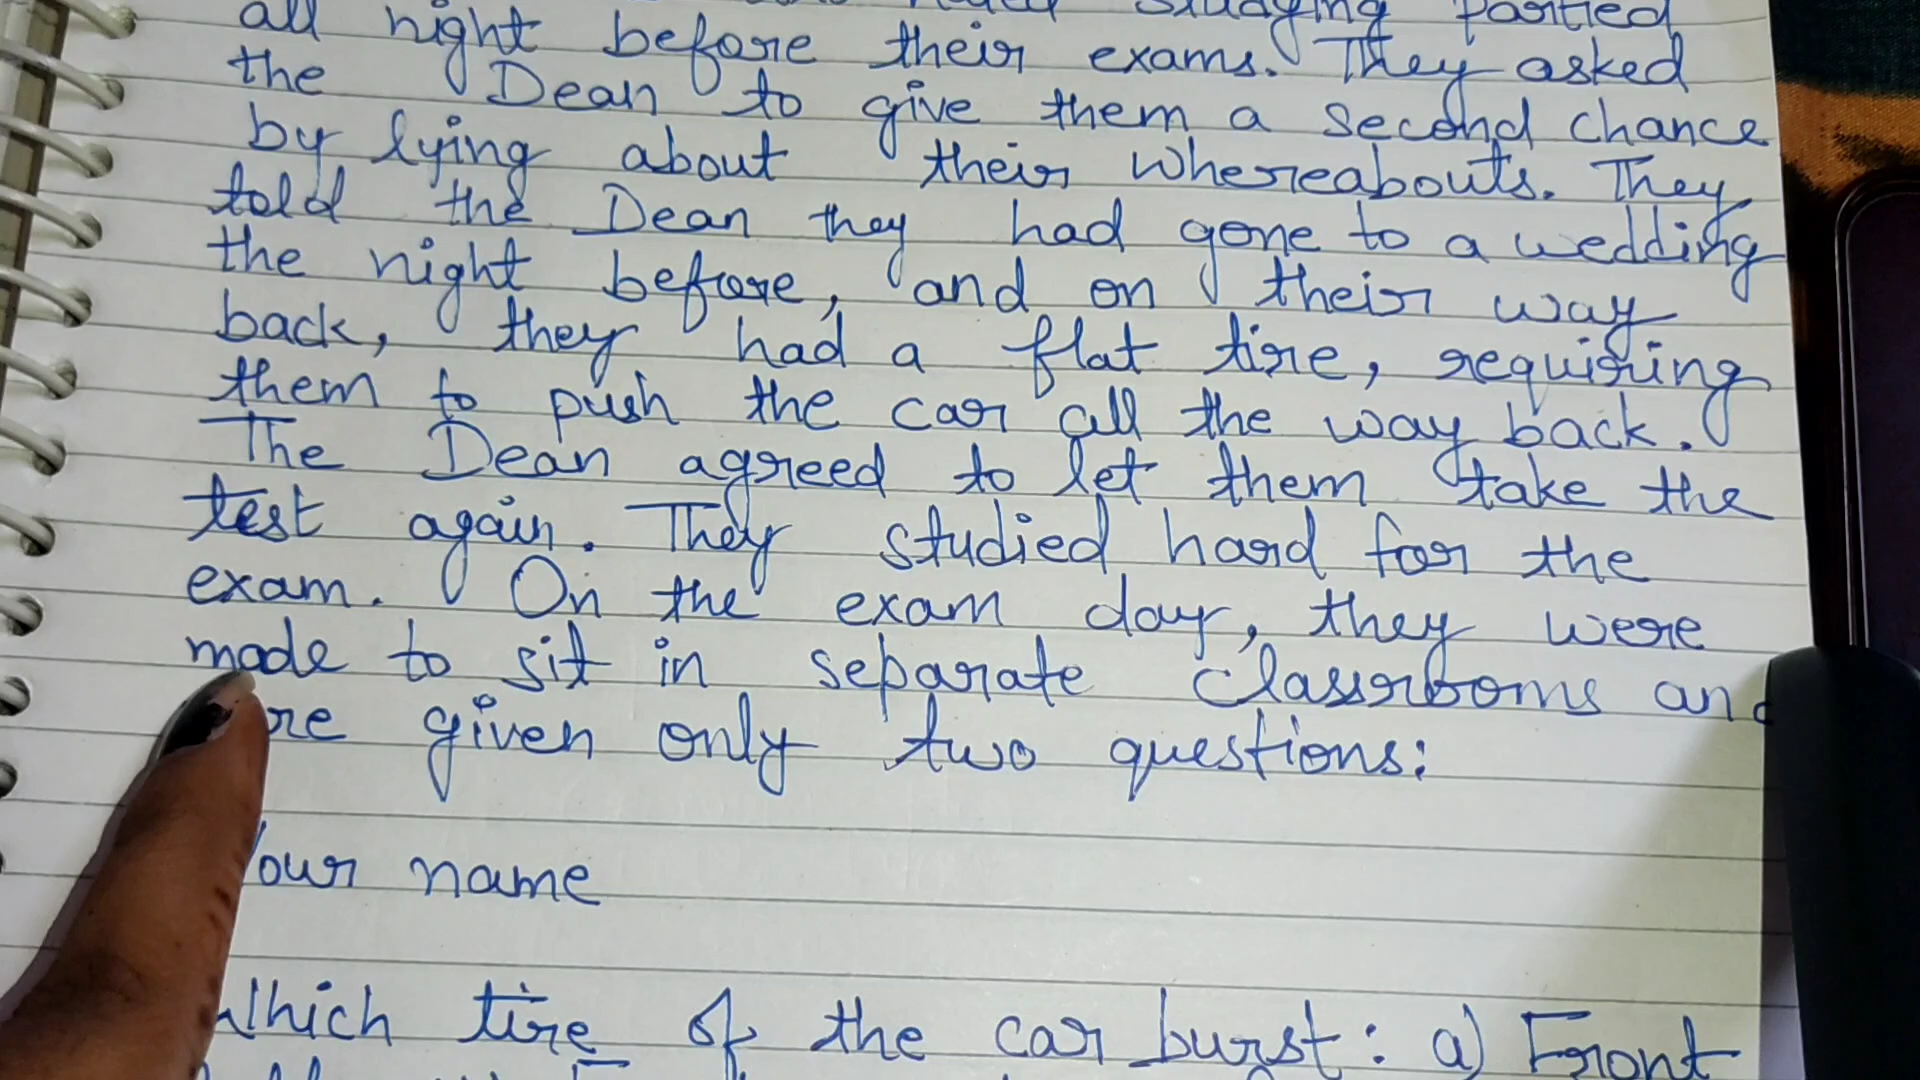 studying partied
all night before their exams. They asked
the Dean to give them a second chance
by lying about their whereabouts. They
told the Dean they had gone to a wedding
the night before, and on their way
back, they had a flat tire, requiring
them to push the car all the way back.
The Dean agreed to let them take the
test again. They studied hard for the
exam. On the exam day, they were
made to sit in separate classrooms and
given only two questions:
Your name
Which tire of the car burst: a) Front